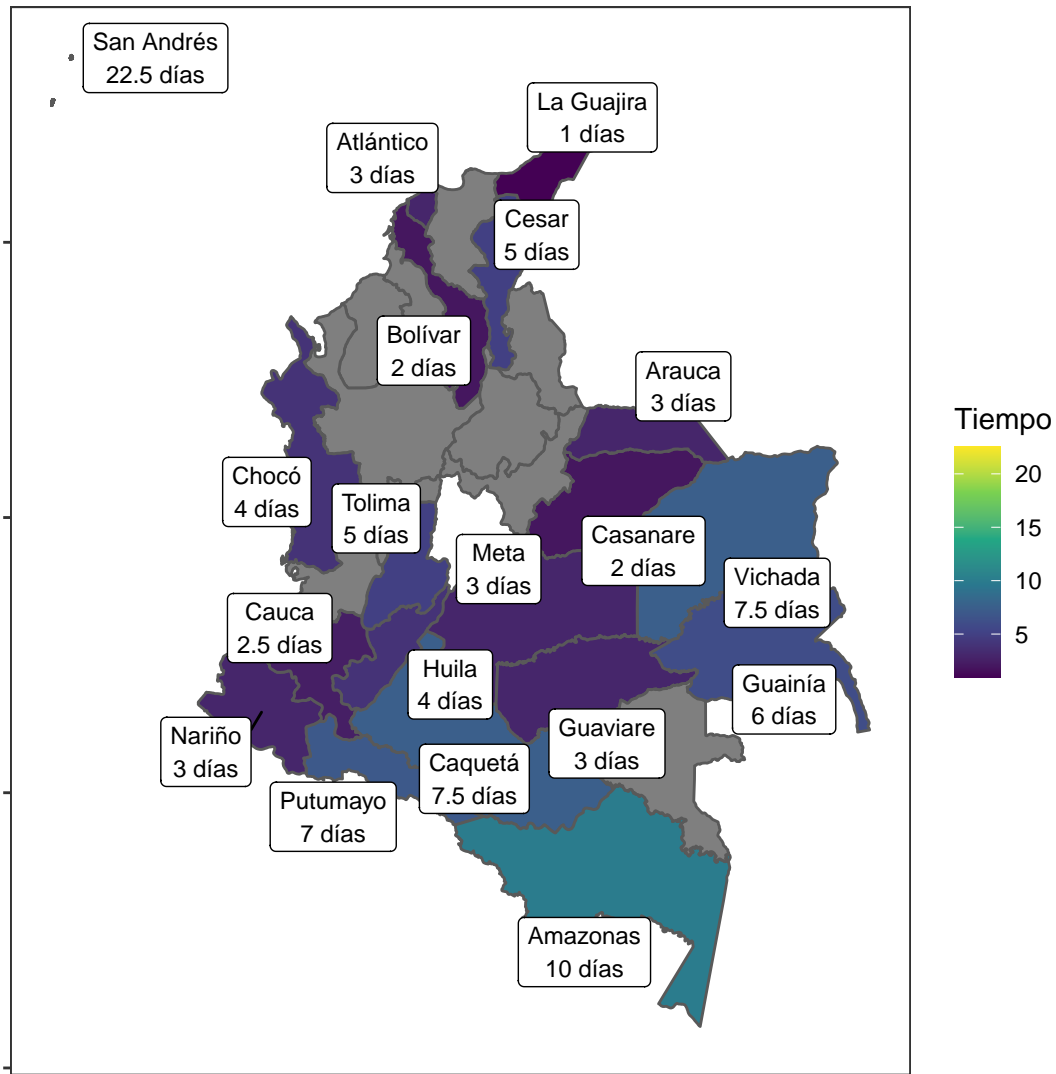 San Andrés
22.5 días
La Guajira
1 días
Atlántico
3 días
Cesar
5 días
Bolívar
2 días
Arauca
3 días
Chocó
4 días
Tolima
5 días
Meta
3 días
Casanare
2 días
Vichada
7.5 días
Cauca
2.5 días
Huila
4 días
Guainía
6 días
Nariño
3 días
Guaviare
3 días
Caquetá
7.5 días
Putumayo
7 días
Amazonas
10 días
Tiempo
20
15
10
5